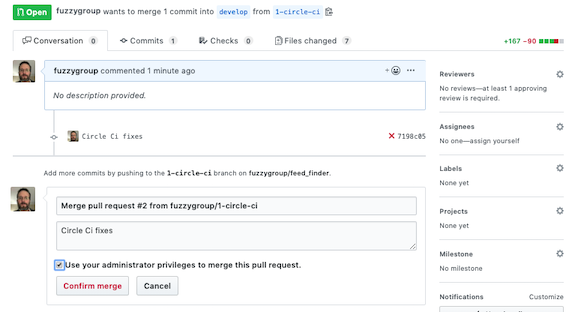 Open fuzzygroup wants to merge 1 commit into develop from 1-circle-ci
Conversation 0 Commits 1 Checks 0 Files changed 7 +167 −90
fuzzygroup commented 1 minute ago
No description provided.
Circle Ci fixes 7198c05
Add more commits by pushing to the 1-circle-ci branch on fuzzygroup/feed_finder.
Merge pull request #2 from fuzzygroup/1-circle-ci
Circle Ci fixes
Use your administrator privileges to merge this pull request.
Confirm merge Cancel
Reviewers
No reviews—at least 1 approving
review is required.
Assignees
No one—assign yourself
Labels
None yet
Projects
None yet
Milestone
No milestone
Notifications Customize